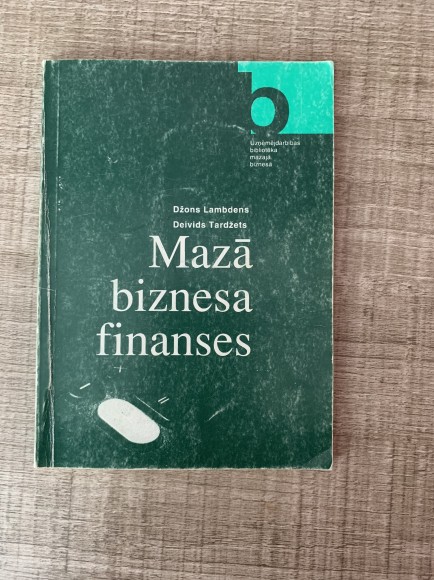 b
Uzņēmējdarbības
bibliotēka
mazajā
biznesā
Džons Lambdens
Deivids Tardžets
Mazā
biznesa
finanses